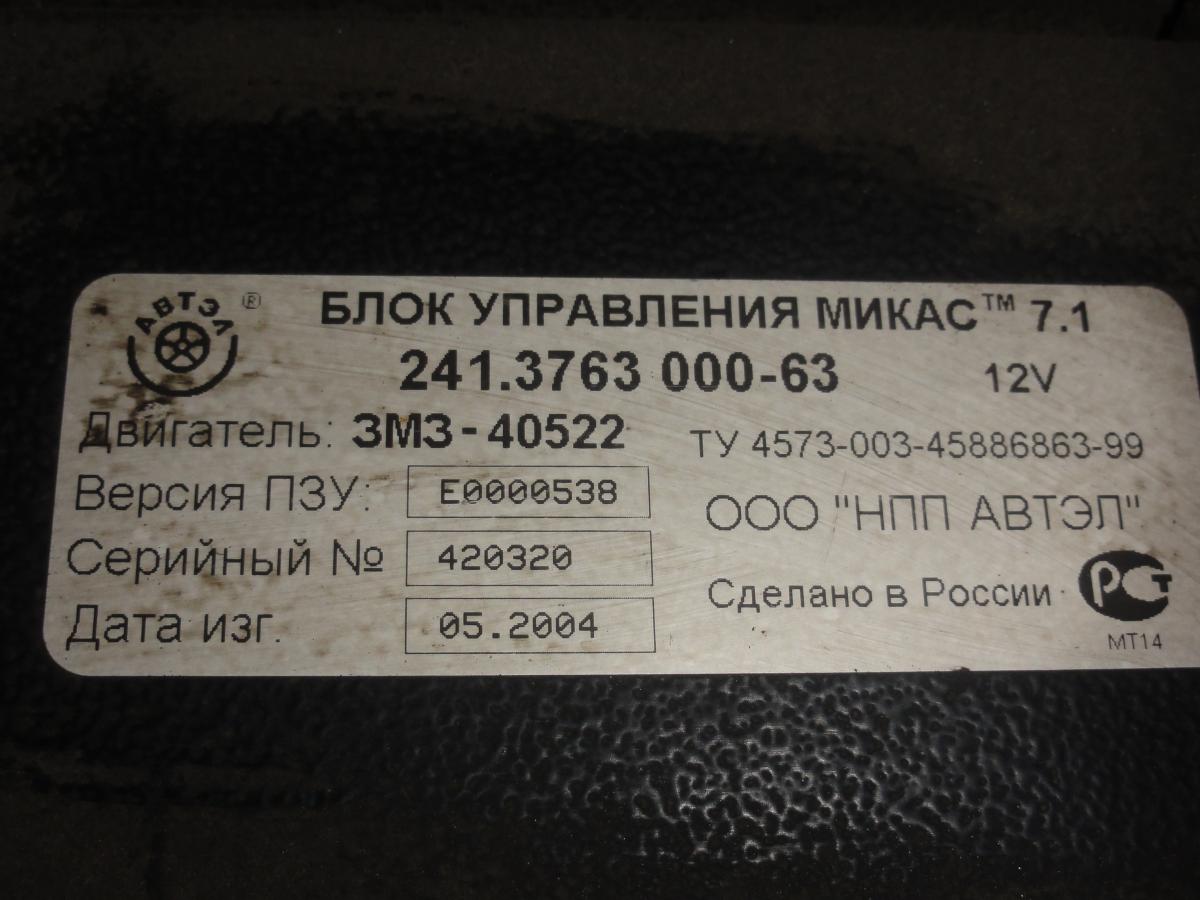 АВТЭЛ ®
БЛОК УПРАВЛЕНИЯ МИКАС™ 7.1
241.3763 000-63 12V
Двигатель: ЗМЗ-40522 ТУ 4573-003-45886863-99
Версия ПЗУ: E0000538 ООО "НПП АВТЭЛ"
Серийный № 420320
Сделано в России РСТ
Дата изг. 05.2004
МТ14